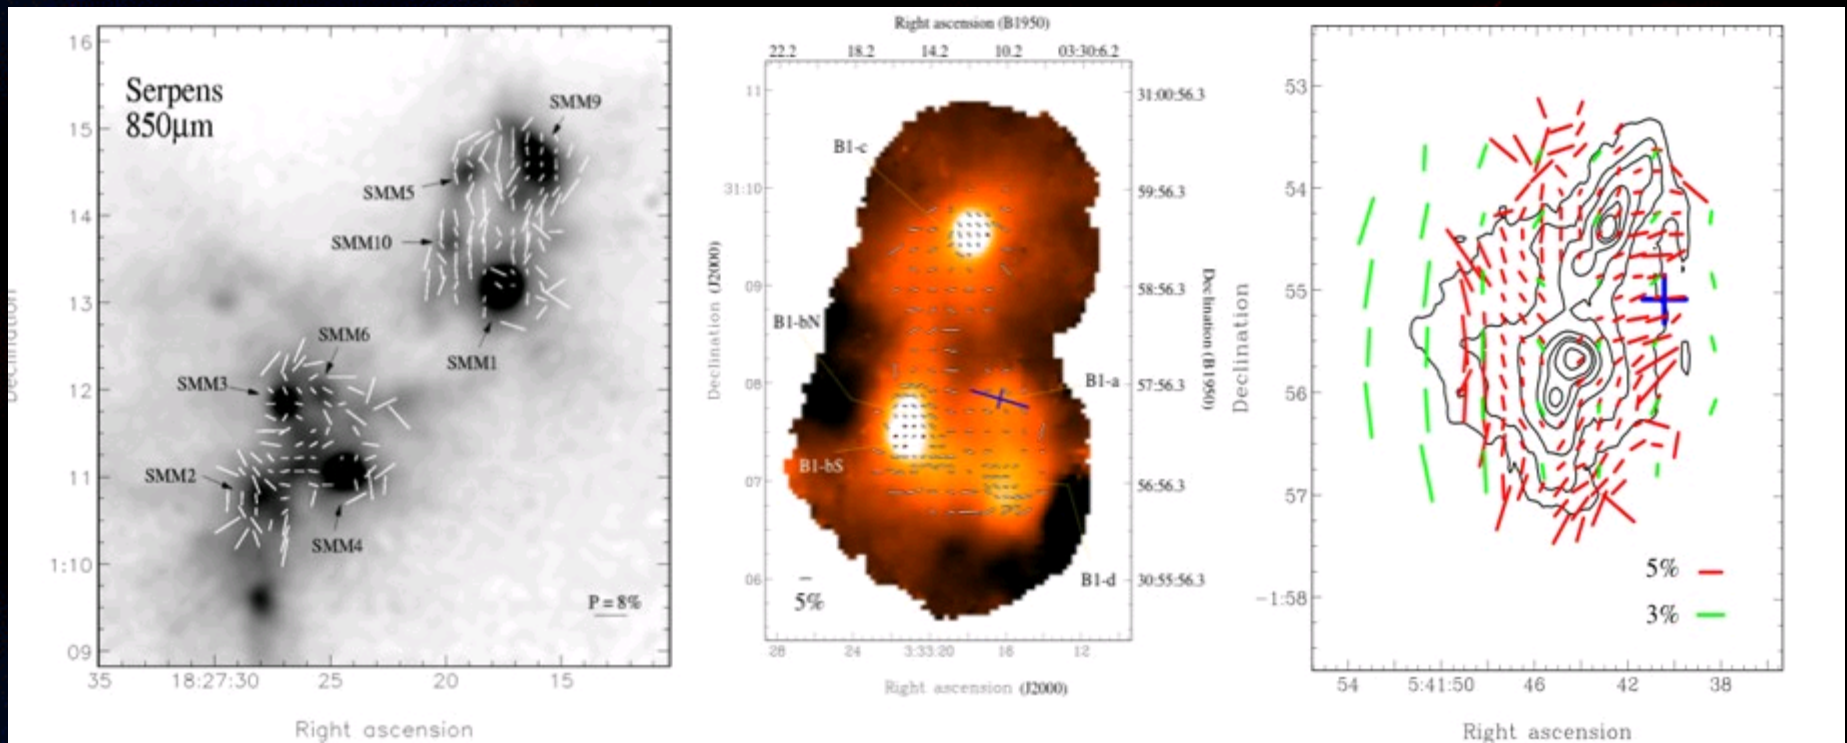 16
Serpens
850μm
SMM9
15
SMM5
14
SMM10
13
SMM6
SMM1
SMM3
12
SMM2
11
SMM4
1:10
P = 8%
09
35
18:27:30
25
20
15
Declination
Right ascension
Right ascension (B1950)
22.2
18.2
14.2
10.2
03:30:6.2
11
31:00:56.3
B1-c
31:10
59:56.3
Declination (J2000)
09
58:56.3
Declination (B1950)
B1-bN
08
57:56.3
B1-a
B1-bS
07
56:56.3
06
5%
B1-d
30:55:56.3
28
24
3:33:20
16
12
Right ascension (J2000)
53
54
55
Declination
56
57
5%
-1:58
3%
54
5:41:50
46
42
38
Right ascension